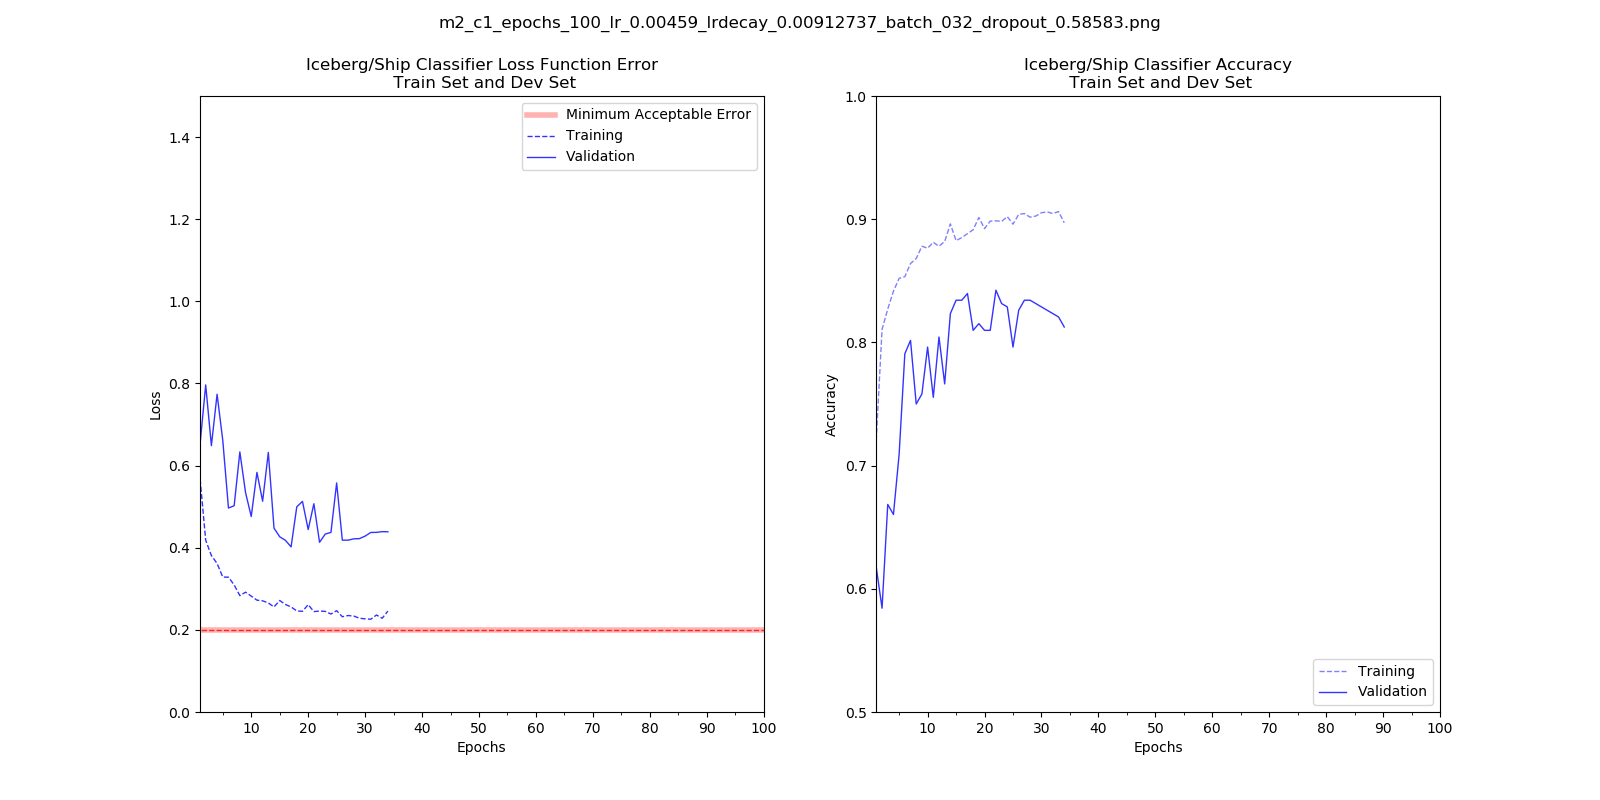 m2_c1_epochs_100_lr_0.00459_lrdecay_0.00912737_batch_032_dropout_0.58583.png
Iceberg/Ship Classifier Loss Function Error
Train Set and Dev Set
1.4
1.2
1.0
0.8
0.6
0.4
0.2
0.0
Loss
Minimum Acceptable Error
Training
Validation
10 20 30 40 50 60 70 80 90 100
Epochs
Iceberg/Ship Classifier Accuracy
Train Set and Dev Set
1.0
0.9
0.8
0.7
0.6
0.5
Accuracy
Training
Validation
10 20 30 40 50 60 70 80 90 100
Epochs